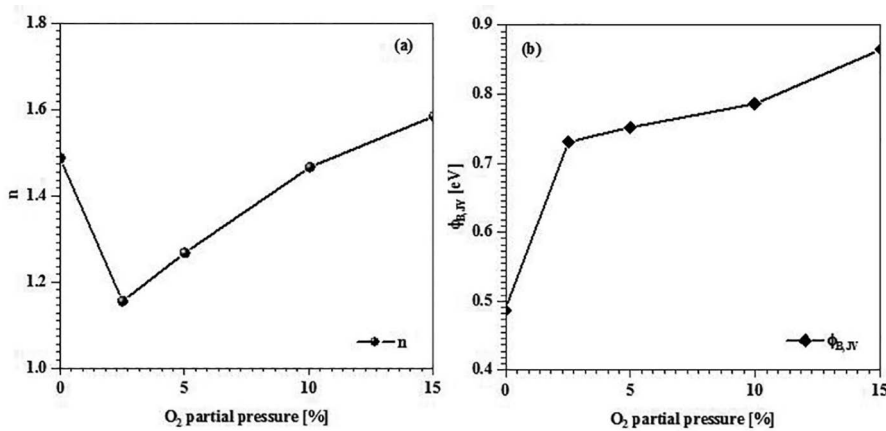 (a)
1.8
1.6
1.4
1.2
1.0
n
n
0
5
10
15
O₂ partial pressure [%]
(b)
0.9
0.8
0.7
0.6
0.5
0.4
ϕB,JV [eV]
ϕB,JV
0
5
10
15
O₂ partial pressure [%]